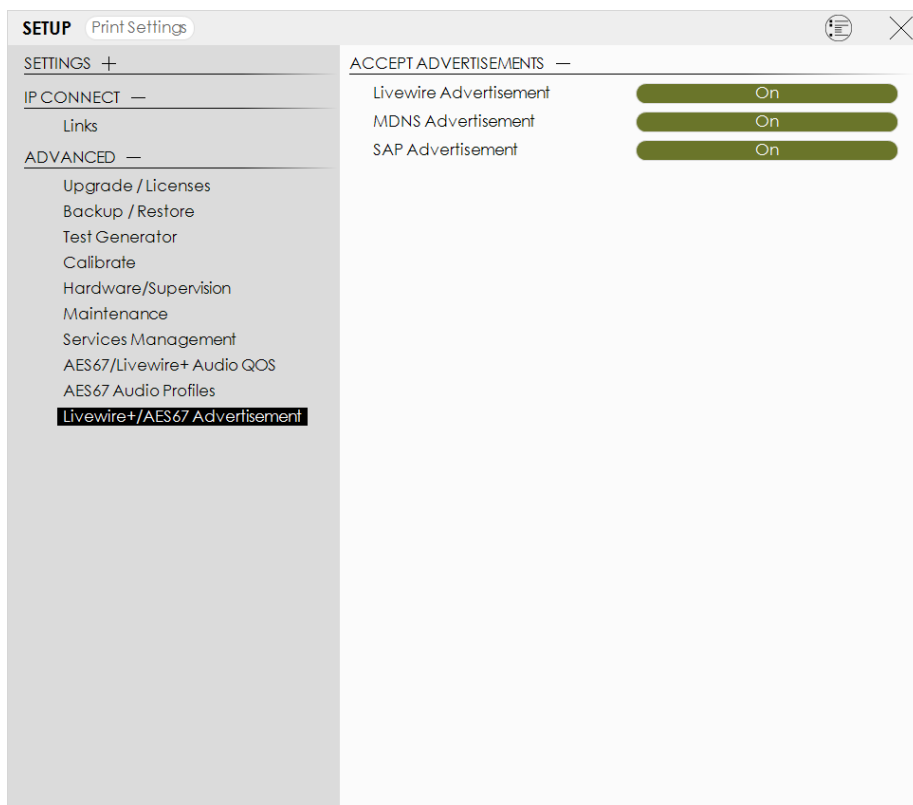 SETUP Print Settings
SETTINGS +
IP CONNECT —
Links
ADVANCED —
Upgrade / Licenses
Backup / Restore
Test Generator
Calibrate
Hardware/Supervision
Maintenance
Services Management
AES67/Livewire+ Audio QOS
AES67 Audio Profiles
Livewire+/AES67 Advertisement
ACCEPT ADVERTISEMENTS —
Livewire Advertisement On
MDNS Advertisement On
SAP Advertisement On